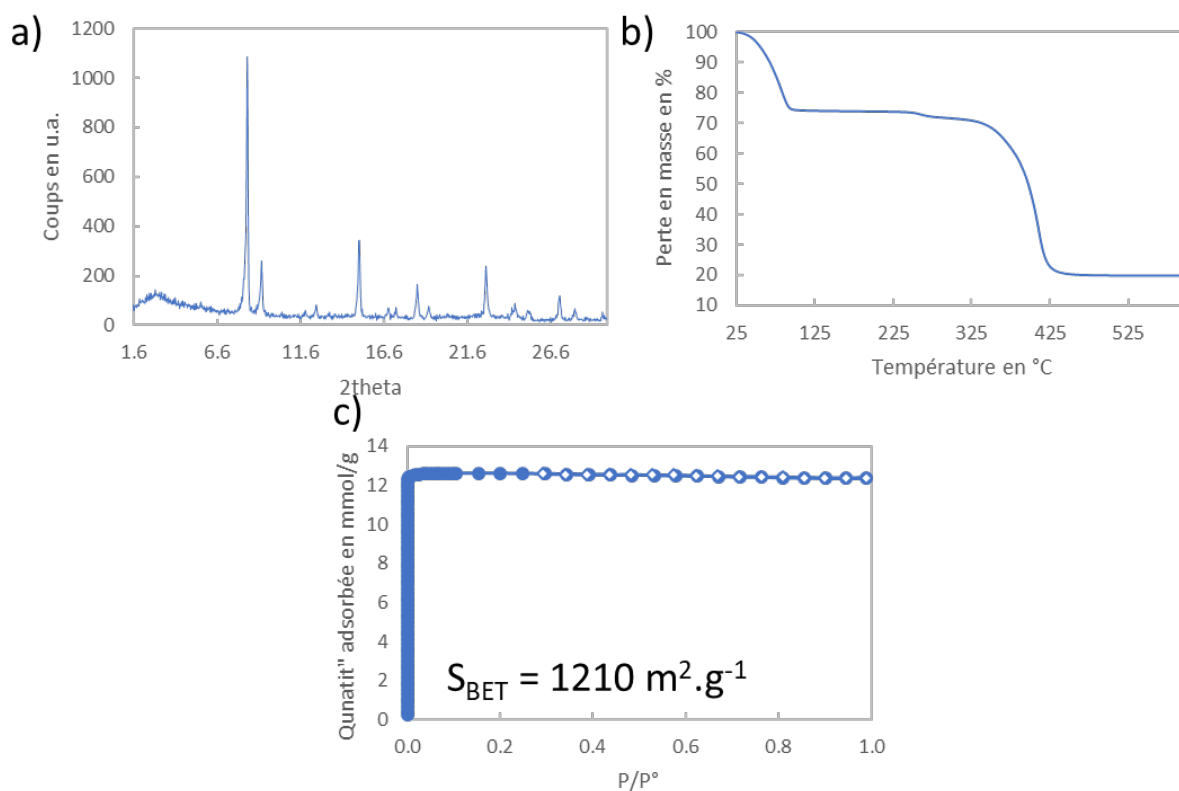 a)
1200
1000
800
600
400
200
0
Coups en u.a.
1.6 6.6 11.6 16.6 21.6 26.6
2theta
b)
100
90
80
70
60
50
40
30
20
10
Perte en masse en %
25 125 225 325 425 525
Température en °C
c)
14
12
10
8
6
4
2
0
Qunatit" adsorbée en mmol/g
S_BET = 1210 m².g⁻¹
0.0 0.2 0.4 0.6 0.8 1.0
P/P°